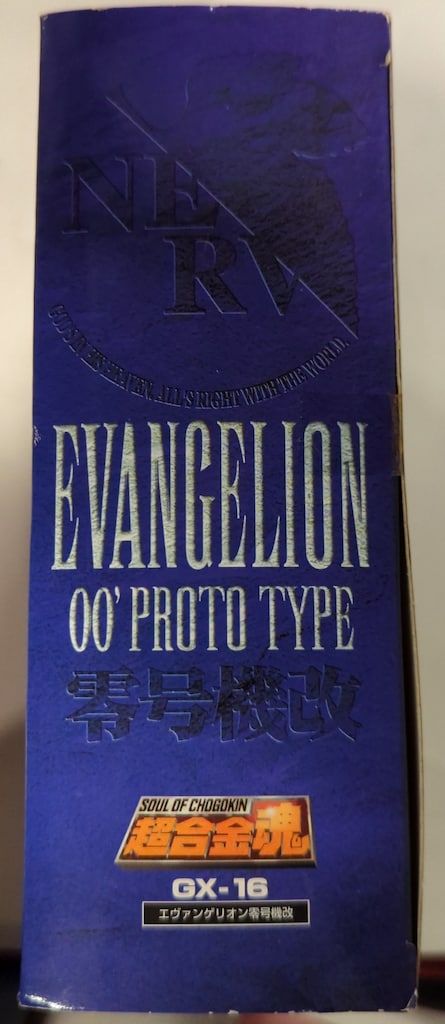 NE
RV
GOD'S IN HIS HEAVEN. ALL'S RIGHT WITH THE WORLD.
EVANGELION
00' PROTO TYPE
零号機改
SOUL OF CHOGOKIN
超合金魂
GX-16
エヴァンゲリオン零号機改